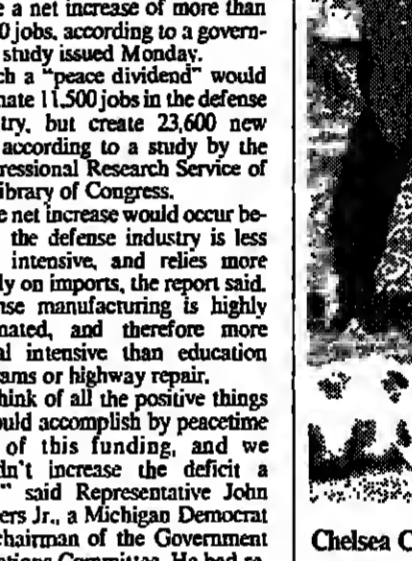 e a net increase of more than
0 jobs, according to a govern-
study issued Monday.
ch a “peace dividend” would
nate 11,500 jobs in the defense
try, but create 23,600 new
according to a study by the
ressional Research Service of
ibrary of Congress.
e net increase would occur be-
the defense industry is less
intensive, and relies more
ly on imports, the report said.
nse manufacturing is highly
mated, and therefore more
al intensive than education
ams or highway repair.
hink of all the positive things
ould accomplish by peacetime
of this funding, and we
dn't increase the deficit a
” said Representative John
ers Jr., a Michigan Democrat
chairman of the Government
ations Committee. He had re-
Chelsea C